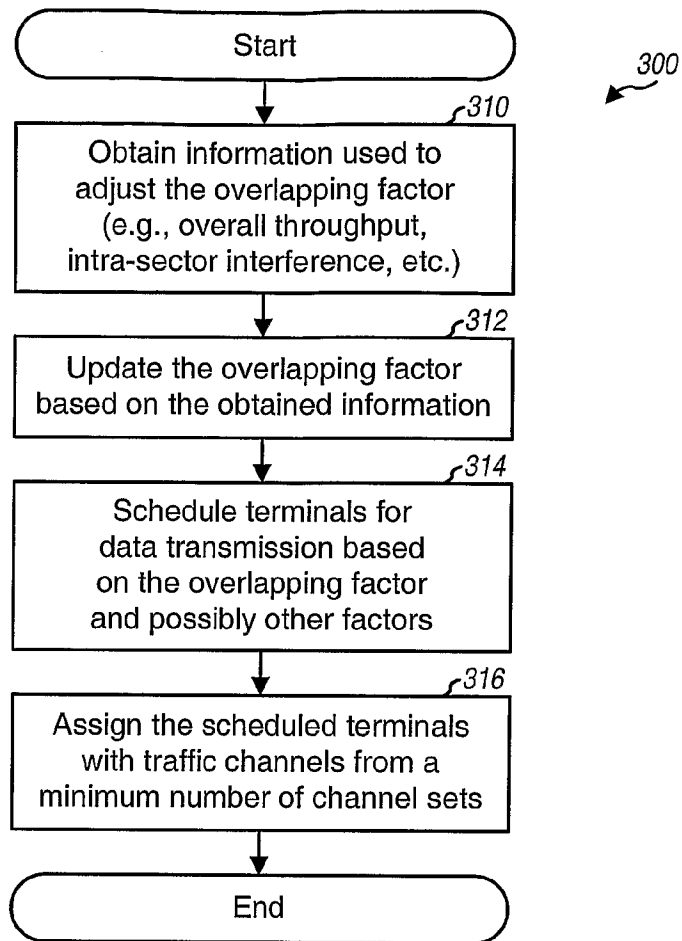 Start
300
310
Obtain information used to
adjust the overlapping factor
(e.g., overall throughput,
intra-sector interference, etc.)
312
Update the overlapping factor
based on the obtained information
314
Schedule terminals for
data transmission based
on the overlapping factor
and possibly other factors
316
Assign the scheduled terminals
with traffic channels from a
minimum number of channel sets
End